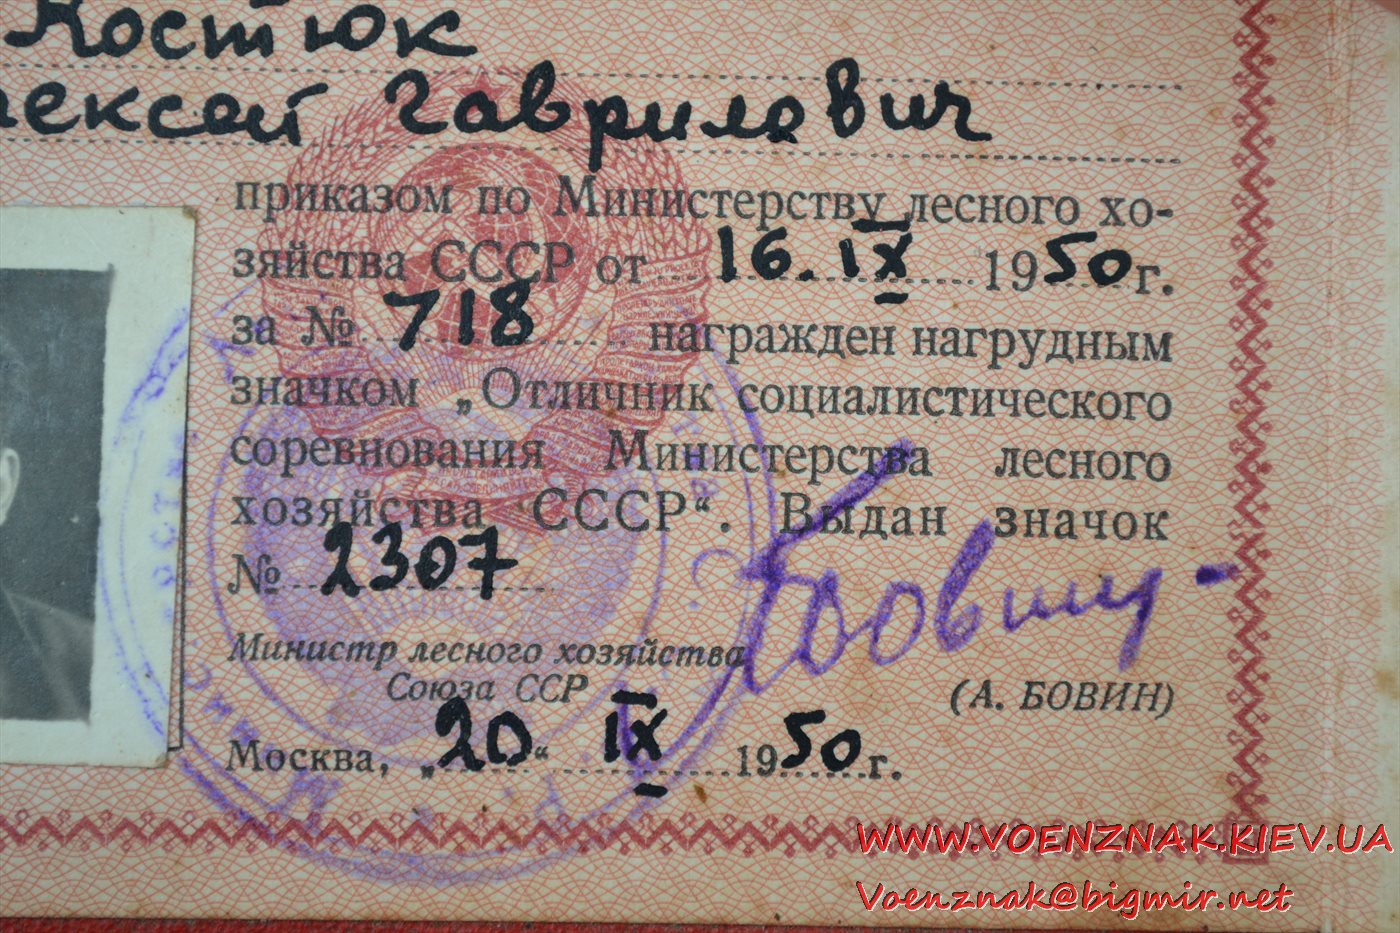 Костюк
лексей Гаврилович
приказом по Министерству лесного хо-
зяйства СССР от 16. IX 1950 г.
за № 718 награжден нагрудным
значком „Отличник социалистического
соревнования Министерства лесного
хозяйства СССР“. Выдан значок
№ 2307
Министр лесного хозяйства
Союза ССР
(А. БОВИН)
Москва, „20“ IX 1950 г.
WWW.VOENZNAK.KIEV.UA
Voenznak@bigmir.net